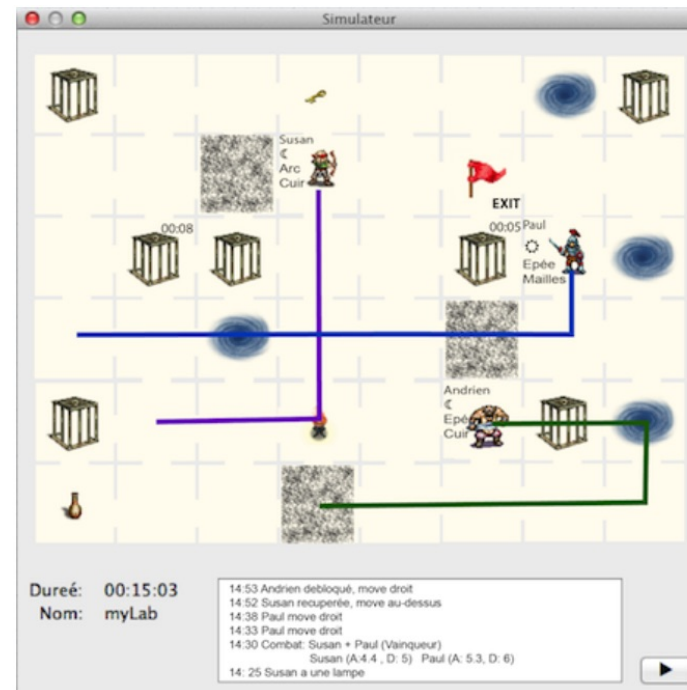 Simulateur
Susan
Arc
Cuir
EXIT
00:08
00:05
Paul
Epée
Mailles
Andrien
Epé
Cuir
Dureé: 00:15:03
Nom: myLab
14:53 Andrien debloqué, move droit
14:52 Susan recuperée, move au-dessus
14:38 Paul move droit
14:33 Paul move droit
14:30 Combat: Susan + Paul (Vainqueur)
Susan (A:4.4 , D: 5) Paul (A: 5.3, D: 6)
14: 25 Susan a une lampe